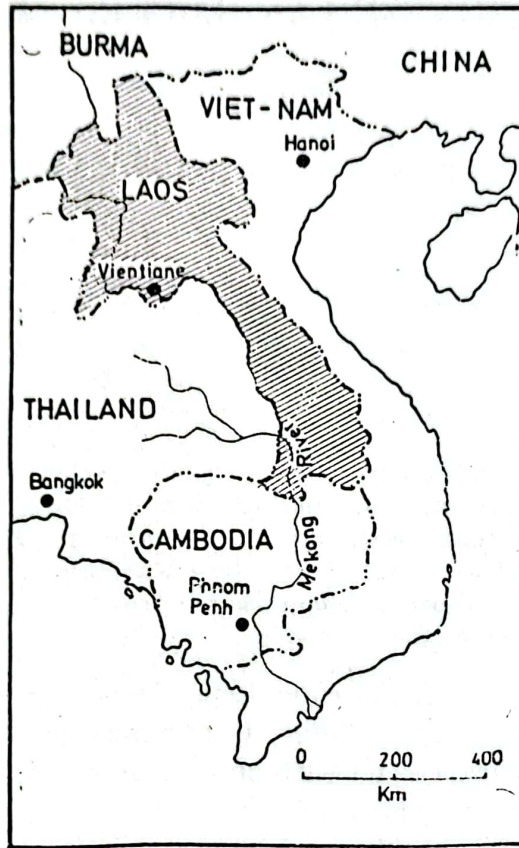 BURMA
CHINA
VIET-NAM
Hanoi
LAOS
Vientiane
THAILAND
Bangkok
CAMBODIA
Mekong River
Phnom
Penh
0 200 400
Km